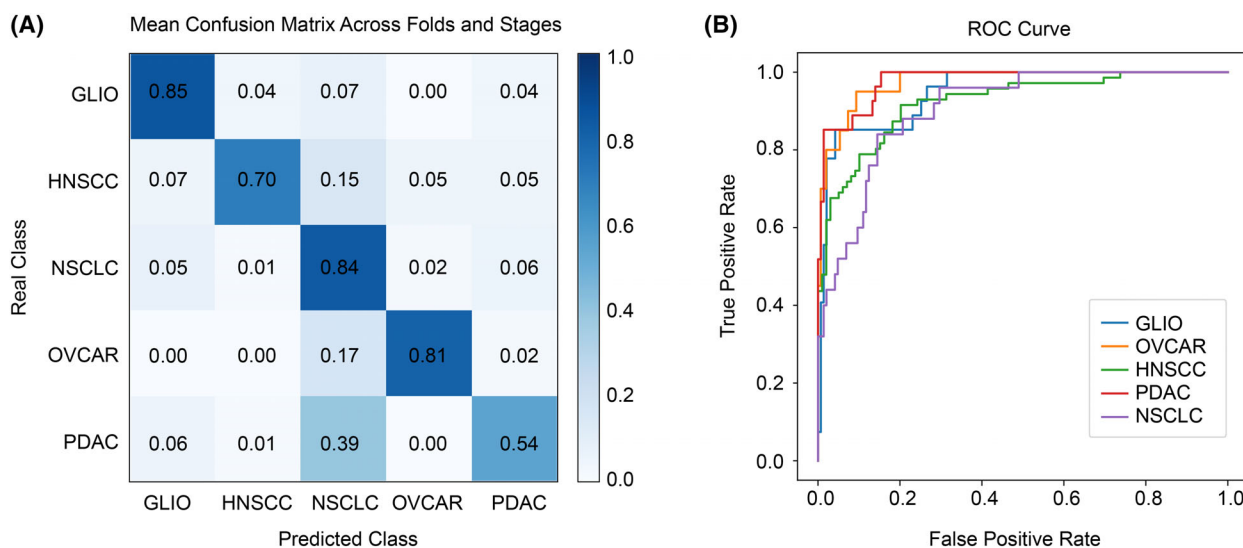 (A)
Mean Confusion Matrix Across Folds and Stages
Real Class
GLIO 0.85 0.04 0.07 0.00 0.04
HNSCC 0.07 0.70 0.15 0.05 0.05
NSCLC 0.05 0.01 0.84 0.02 0.06
OVCAR 0.00 0.00 0.17 0.81 0.02
PDAC 0.06 0.01 0.39 0.00 0.54
GLIO HNSCC NSCLC OVCAR PDAC
Predicted Class
1.0
0.8
0.6
0.4
0.2
0.0
(B)
ROC Curve
True Positive Rate
1.0
0.8
0.6
0.4
0.2
0.0
GLIO
OVCAR
HNSCC
PDAC
NSCLC
0.0 0.2 0.4 0.6 0.8 1.0
False Positive Rate